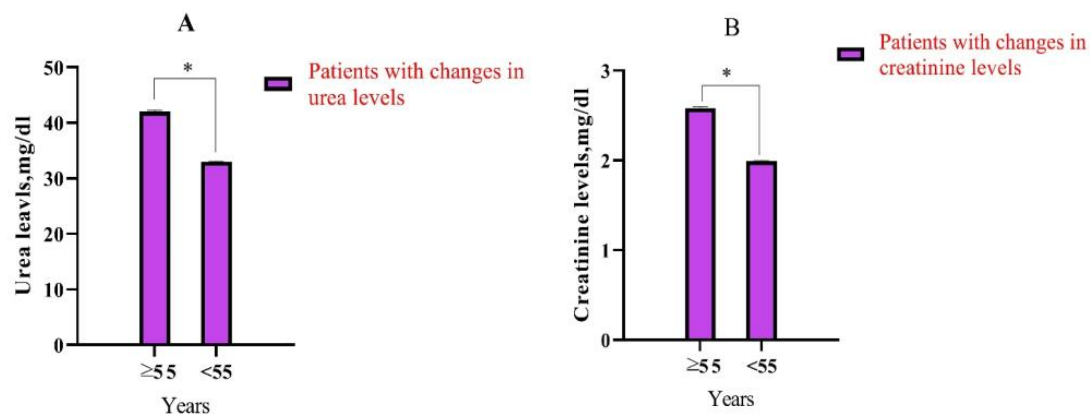 A
Patients with changes in
urea levels
*
Urea leavls,mg/dl
50
40
30
20
10
0
≥55
<55
Years
B
Patients with changes in
creatinine levels
*
Creatinine levels,mg/dl
3
2
1
0
≥55
<55
Years